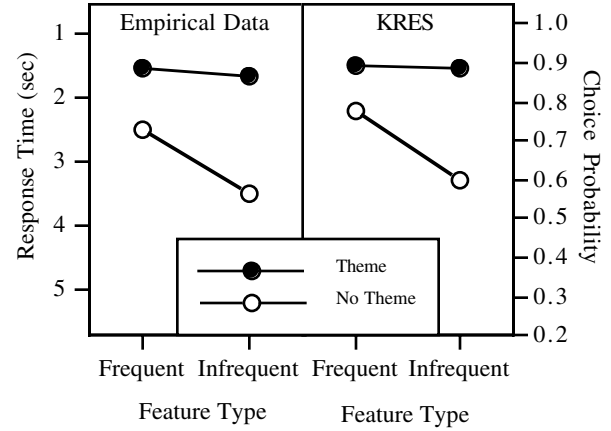 Empirical Data
KRES
Response Time (sec)
1
2
3
4
5
1.0
0.9
0.8
0.7
0.6
0.5
0.4
0.3
0.2
Choice Probability
Theme
No Theme
Frequent Infrequent Frequent Infrequent
Feature Type
Feature Type